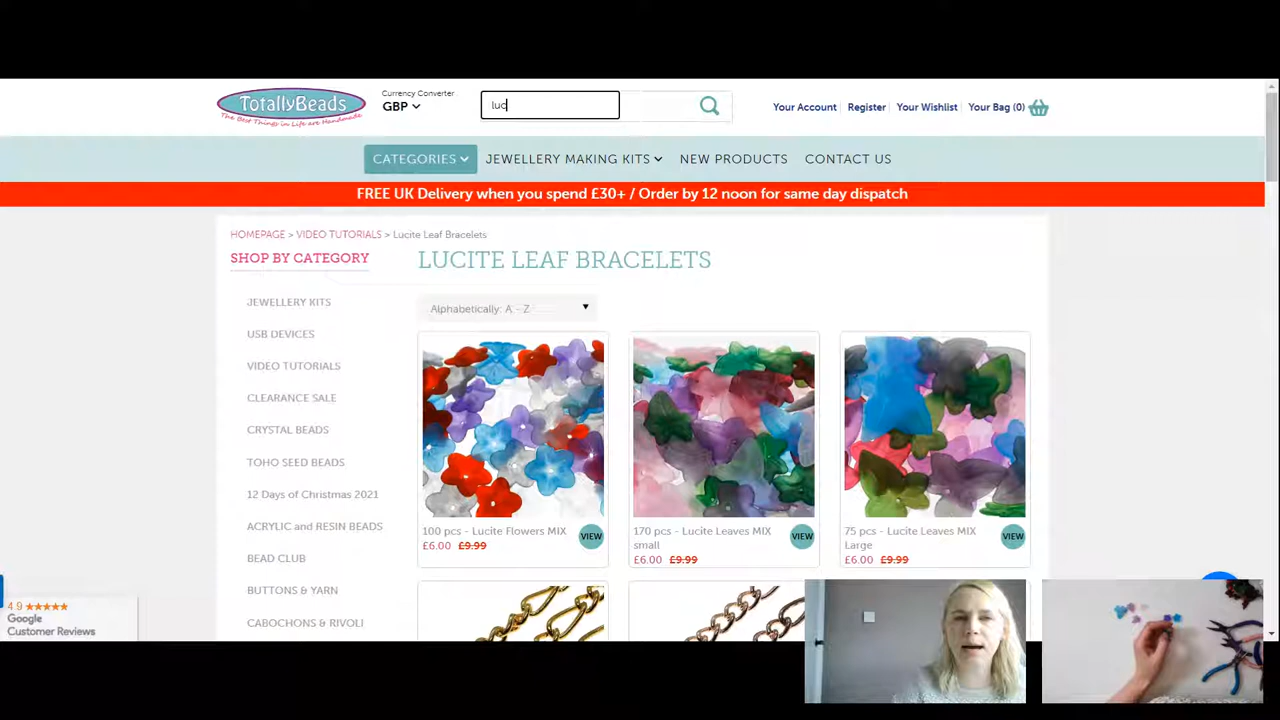 TotallyBeads
The Best Things in Life are Handmade
Currency Converter
GBP
luc
Your Account
Register
Your Wishlist
Your Bag (0)
CATEGORIES
JEWELLERY MAKING KITS
NEW PRODUCTS
CONTACT US
FREE UK Delivery when you spend £30+ / Order by 12 noon for same day dispatch
HOMEPAGE > VIDEO TUTORIALS > Lucite Leaf Bracelets
SHOP BY CATEGORY
JEWELLERY KITS
USB DEVICES
VIDEO TUTORIALS
CLEARANCE SALE
CRYSTAL BEADS
TOHO SEED BEADS
12 Days of Christmas 2021
ACRYLIC and RESIN BEADS
BEAD CLUB
BUTTONS & YARN
CABOCHONS & RIVOLI
LUCITE LEAF BRACELETS
Alphabetically: A - Z
100 pcs - Lucite Flowers MIX
£6.00 £9.99
VIEW
170 pcs - Lucite Leaves MIX
small
£6.00 £9.99
VIEW
75 pcs - Lucite Leaves MIX
Large
£6.00 £9.99
VIEW
4.9
Google
Customer Reviews